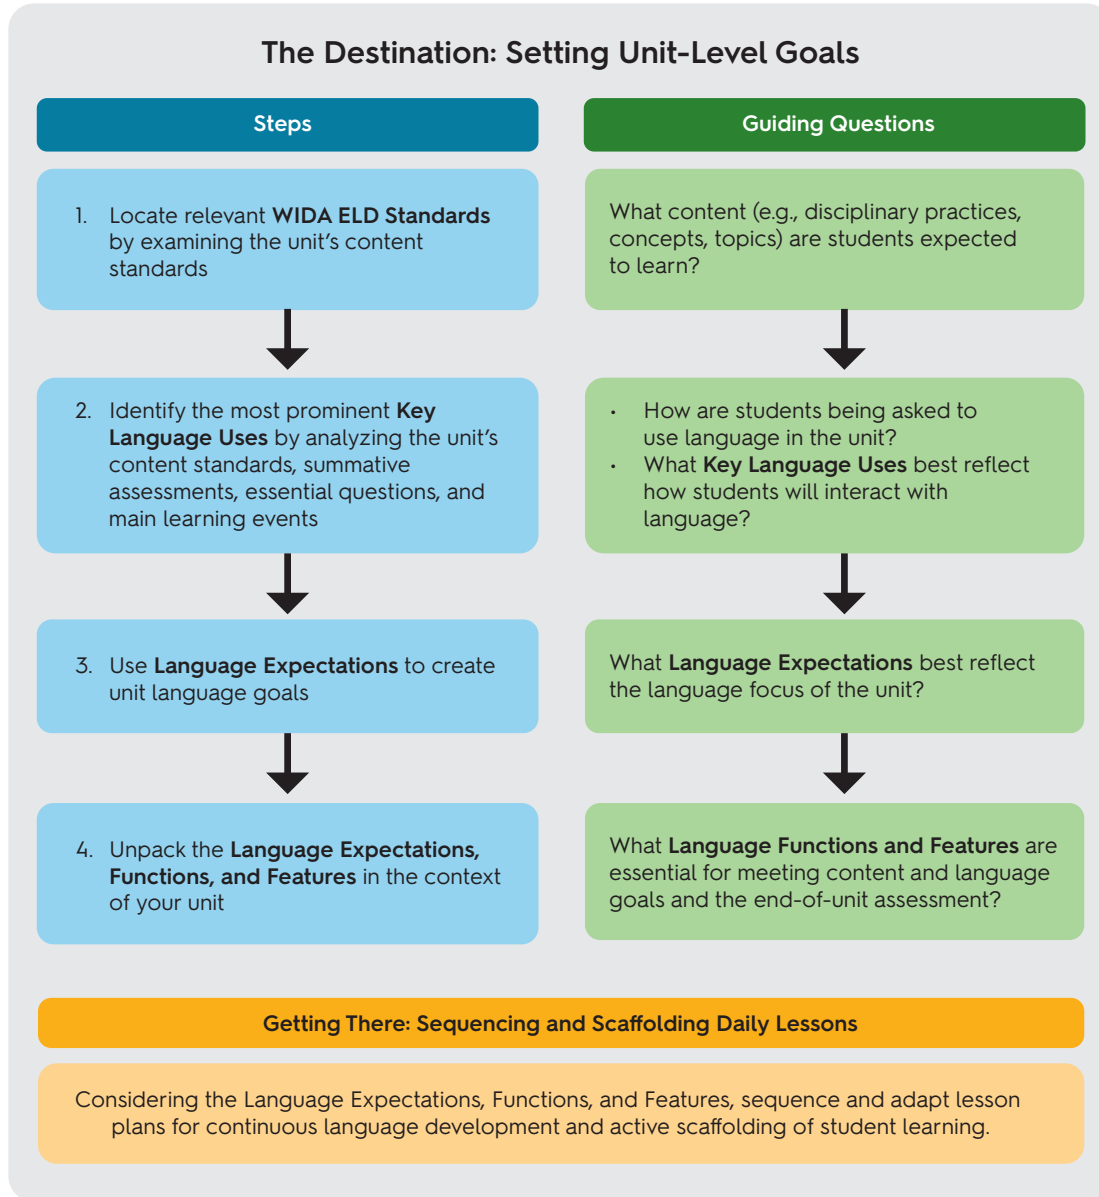 The Destination: Setting Unit-Level Goals
Steps
Guiding Questions
1. Locate relevant WIDA ELD Standards
by examining the unit's content
standards
What content (e.g., disciplinary practices,
concepts, topics) are students expected
to learn?
2. Identify the most prominent Key
Language Uses by analyzing the unit's
content standards, summative
assessments, essential questions, and
main learning events
• How are students being asked to
use language in the unit?
• What Key Language Uses best reflect
how students will interact with
language?
3. Use Language Expectations to create
unit language goals
What Language Expectations best reflect
the language focus of the unit?
4. Unpack the Language Expectations,
Functions, and Features in the context
of your unit
What Language Functions and Features are
essential for meeting content and language
goals and the end-of-unit assessment?
Getting There: Sequencing and Scaffolding Daily Lessons
Considering the Language Expectations, Functions, and Features, sequence and adapt lesson
plans for continuous language development and active scaffolding of student learning.